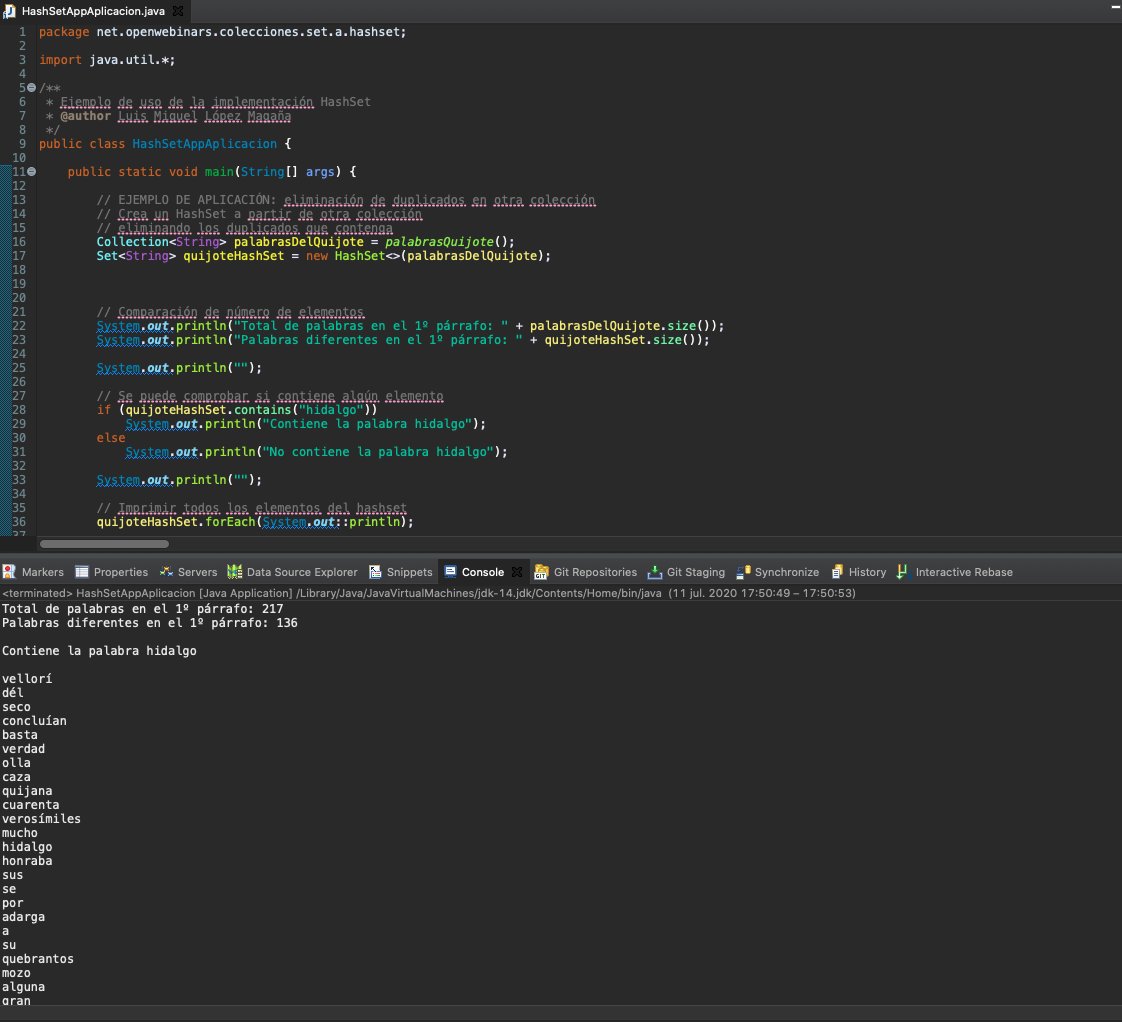 HashSetAppAplicacion.java
1 package net.openwebinars.colecciones.set.a.hashset;
2
3 import java.util.*;
4
5 /**
6  * Ejemplo de uso de la implementación HashSet
7  * @author Luis Miguel López Magaña
8  */
9 public class HashSetAppAplicacion {
10
11     public static void main(String[] args) {
12
13         // EJEMPLO DE APLICACIÓN: eliminación de duplicados en otra colección
14         // Crea un HashSet a partir de otra colección
15         // eliminando los duplicados que contenga
16         Collection<String> palabrasDelQuijote = palabrasQuijote();
17         Set<String> quijoteHashSet = new HashSet<>(palabrasDelQuijote);
18
19
20
21         // Comparación de número de elementos
22         System.out.println("Total de palabras en el 1º párrafo: " + palabrasDelQuijote.size());
23         System.out.println("Palabras diferentes en el 1º párrafo: " + quijoteHashSet.size());
24
25         System.out.println("");
26
27         // Se puede comprobar si contiene algún elemento
28         if (quijoteHashSet.contains("hidalgo"))
29             System.out.println("Contiene la palabra hidalgo");
30         else
31             System.out.println("No contiene la palabra hidalgo");
32
33         System.out.println("");
34
35         // Imprimir todos los elementos del hashset
36         quijoteHashSet.forEach(System.out::println);
37
Markers Properties Servers Data Source Explorer Snippets Console Git Repositories Git Staging Synchronize History Interactive Rebase
<terminated> HashSetAppAplicacion [Java Application] /Library/Java/JavaVirtualMachines/jdk-14.jdk/Contents/Home/bin/java (11 jul. 2020 17:50:49 – 17:50:53)
Total de palabras en el 1º párrafo: 217
Palabras diferentes en el 1º párrafo: 136

Contiene la palabra hidalgo

vellorí
dél
seco
concluían
basta
verdad
olla
caza
quijana
cuarenta
verosímiles
mucho
hidalgo
honraba
sus
se
por
adarga
a
su
quebrantos
mozo
alguna
gran